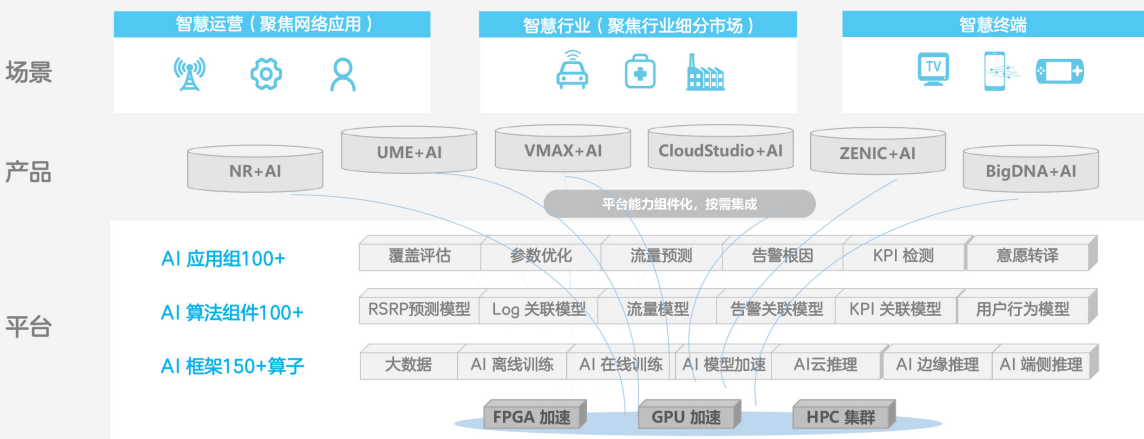 智慧运营（聚焦网络应用）
智慧行业（聚焦行业细分市场）
智慧终端
场景
TV
产品
NR+AI
UME+AI
VMAX+AI
CloudStudio+AI
ZENIC+AI
BigDNA+AI
平台能力组件化，按需集成
平台
AI 应用组100+
覆盖评估
参数优化
流量预测
告警根因
KPI 检测
意愿转译
AI 算法组件100+
RSRP预测模型
Log 关联模型
流量模型
告警关联模型
KPI 关联模型
用户行为模型
AI 框架150+算子
大数据
AI 离线训练
AI 在线训练
AI 模型加速
AI云推理
AI 边缘推理
AI 端侧推理
FPGA 加速
GPU 加速
HPC 集群